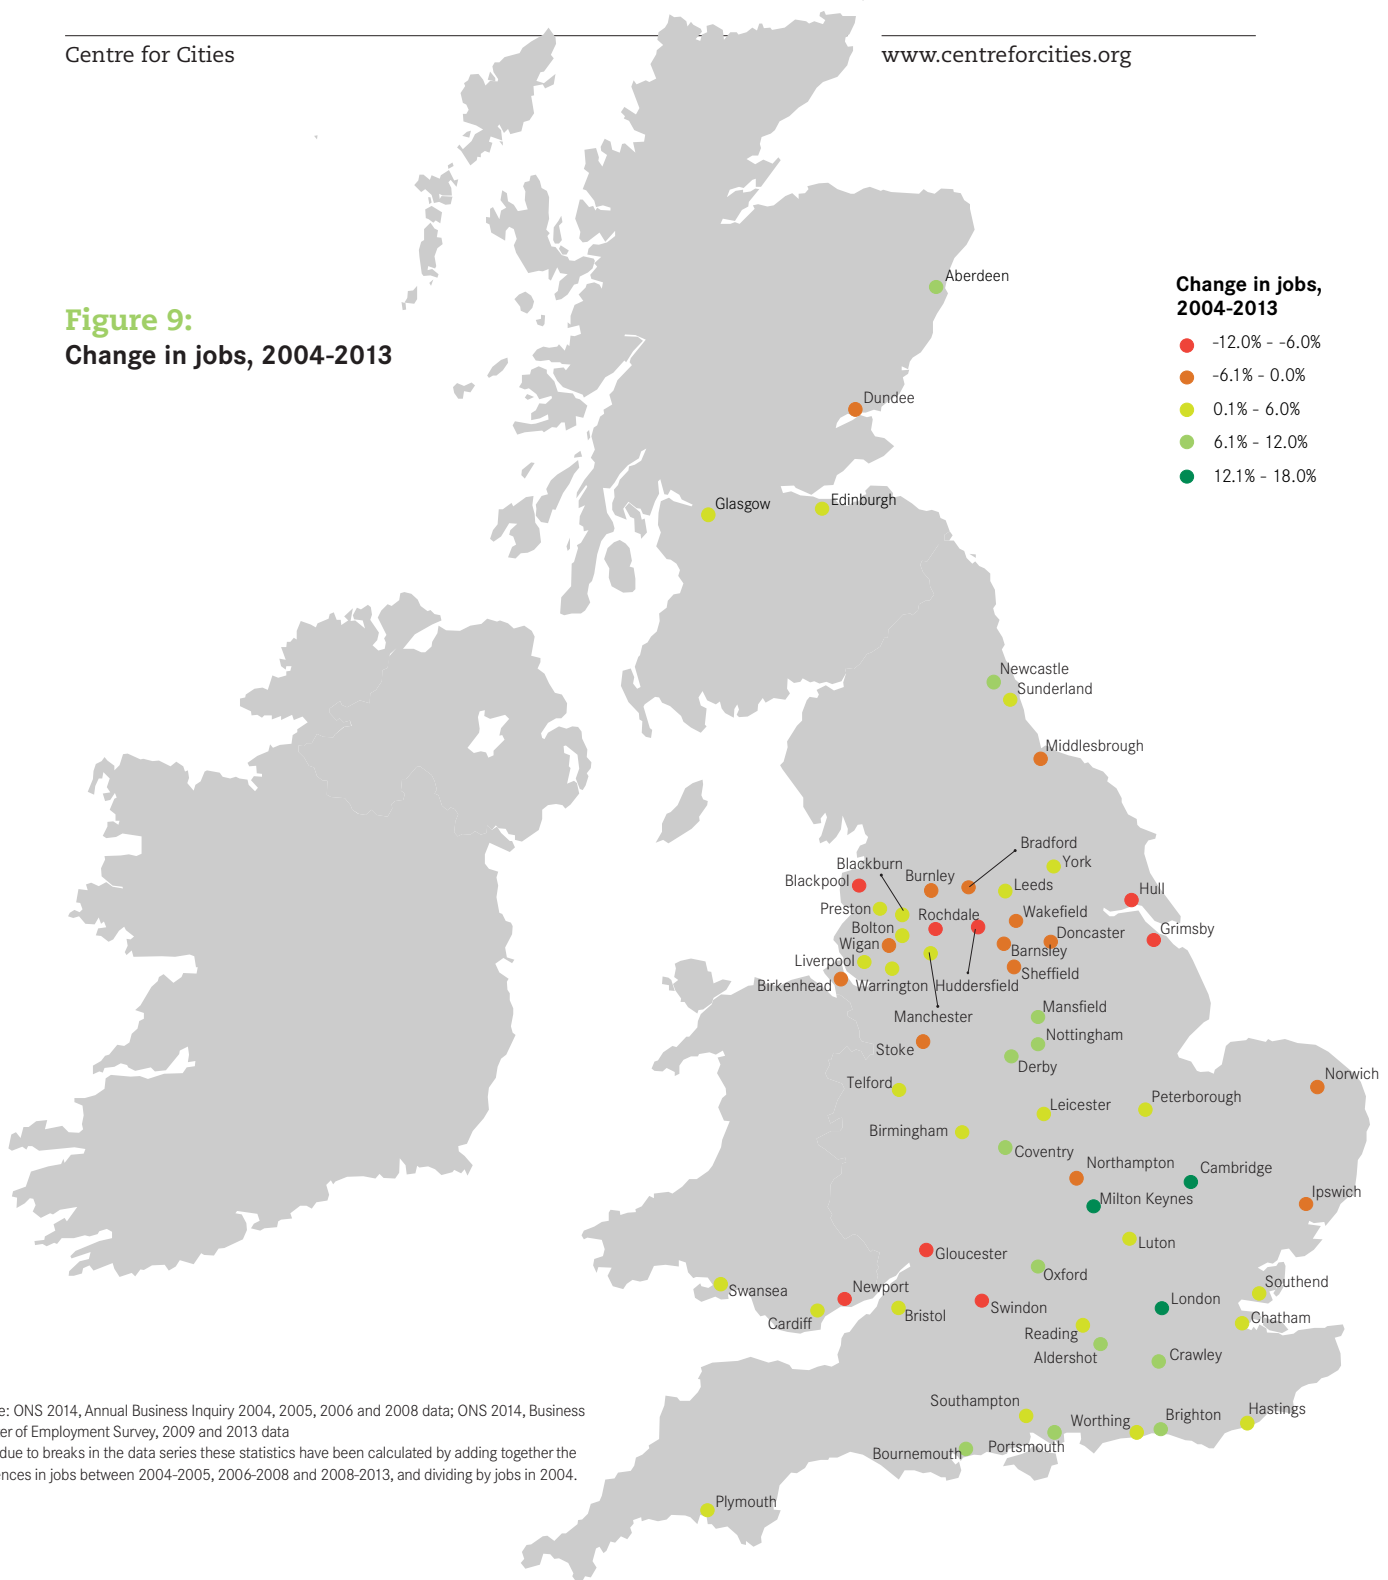 Centre for Cities
www.centreforcities.org
Figure 9:
Change in jobs, 2004-2013
Change in jobs,
2004-2013
-12.0% - -6.0%
-6.1% - 0.0%
0.1% - 6.0%
6.1% - 12.0%
12.1% - 18.0%
Aberdeen
Dundee
Glasgow
Edinburgh
Newcastle
Sunderland
Middlesbrough
Bradford
York
Blackburn
Burnley
Blackpool
Leeds
Hull
Preston
Rochdale
Wakefield
Bolton
Grimsby
Doncaster
Wigan
Barnsley
Liverpool
Sheffield
Birkenhead
Warrington
Huddersfield
Mansfield
Manchester
Nottingham
Stoke
Derby
Norwich
Telford
Peterborough
Leicester
Birmingham
Coventry
Northampton
Cambridge
Ipswich
Milton Keynes
Luton
Gloucester
Oxford
Southend
Swansea
Newport
London
Swindon
Bristol
Chatham
Cardiff
Reading
Aldershot
Crawley
Southampton
Hastings
Worthing
Brighton
Portsmouth
Bournemouth
Plymouth
e: ONS 2014, Annual Business Inquiry 2004, 2005, 2006 and 2008 data; ONS 2014, Business
er of Employment Survey, 2009 and 2013 data
due to breaks in the data series these statistics have been calculated by adding together the
ences in jobs between 2004-2005, 2006-2008 and 2008-2013, and dividing by jobs in 2004.